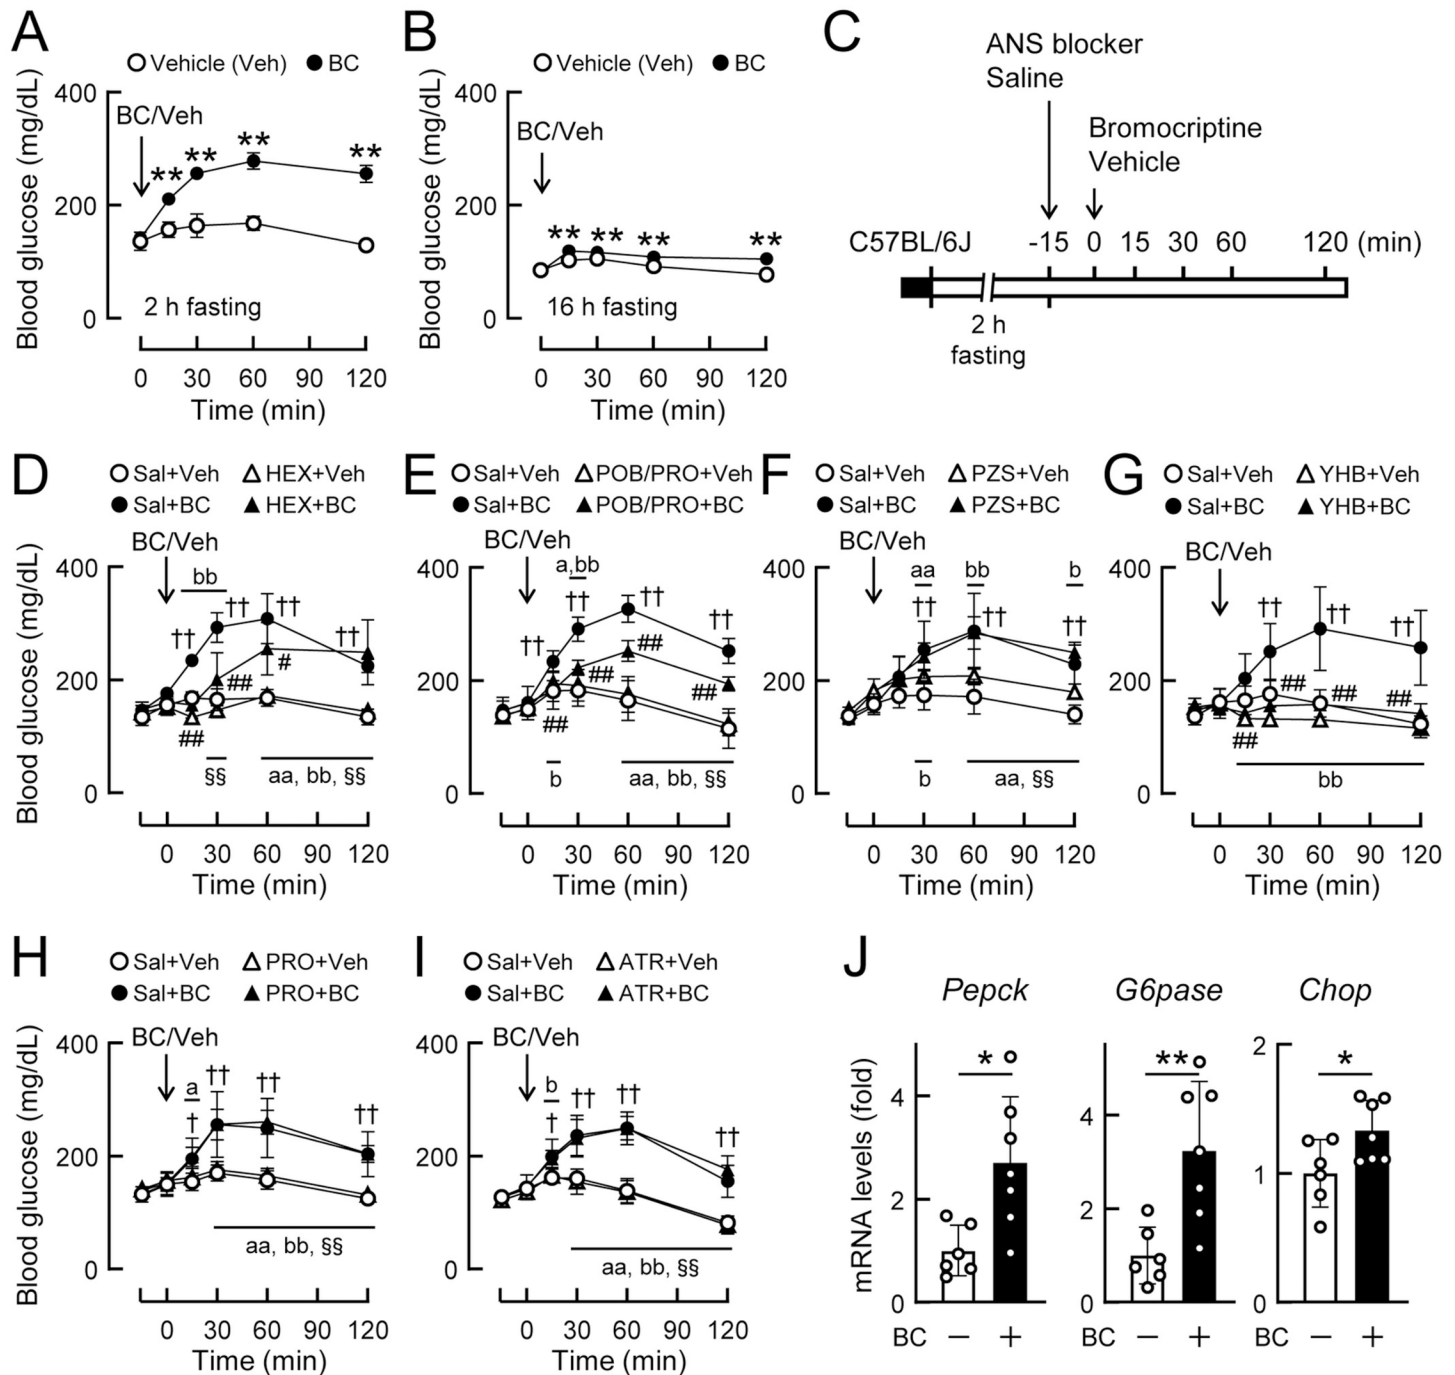 A
Vehicle (Veh) BC
Blood glucose (mg/dL)
400
200
0
BC/Veh
**
**
**
**
2 h fasting
0 30 60 90 120
Time (min)
B
Vehicle (Veh) BC
Blood glucose (mg/dL)
400
200
0
BC/Veh
** ** ** **
16 h fasting
0 30 60 90 120
Time (min)
C
ANS blocker
Saline
Bromocriptine
Vehicle
C57BL/6J -15 0 15 30 60 120 (min)
2 h
fasting
D
Sal+Veh HEX+Veh
Sal+BC HEX+BC
Blood glucose (mg/dL)
400
200
0
BC/Veh
bb
†† †† †† ††
## ## #
§§ aa, bb, §§
0 30 60 90 120
Time (min)
E
Sal+Veh POB/PRO+Veh
Sal+BC POB/PRO+BC
400
200
0
BC/Veh
a,bb
†† †† †† ††
## ## ## ##
b aa, bb, §§
0 30 60 90 120
Time (min)
F
Sal+Veh PZS+Veh
Sal+BC PZS+BC
400
200
0
BC/Veh
aa bb b
†† †† ††
b aa, §§
0 30 60 90 120
Time (min)
G
Sal+Veh YHB+Veh
Sal+BC YHB+BC
400
200
0
BC/Veh
†† †† ††
## ## ## ##
bb
0 30 60 90 120
Time (min)
H
Sal+Veh PRO+Veh
Sal+BC PRO+BC
Blood glucose (mg/dL)
400
200
0
BC/Veh
a
† †† †† ††
aa, bb, §§
0 30 60 90 120
Time (min)
I
Sal+Veh ATR+Veh
Sal+BC ATR+BC
400
200
0
BC/Veh
b
† †† †† ††
aa, bb, §§
0 30 60 90 120
Time (min)
J
Pepck G6pase Chop
mRNA levels (fold)
4
2
0
*
BC − +
4
2
0
**
BC − +
2
1
0
*
BC − +